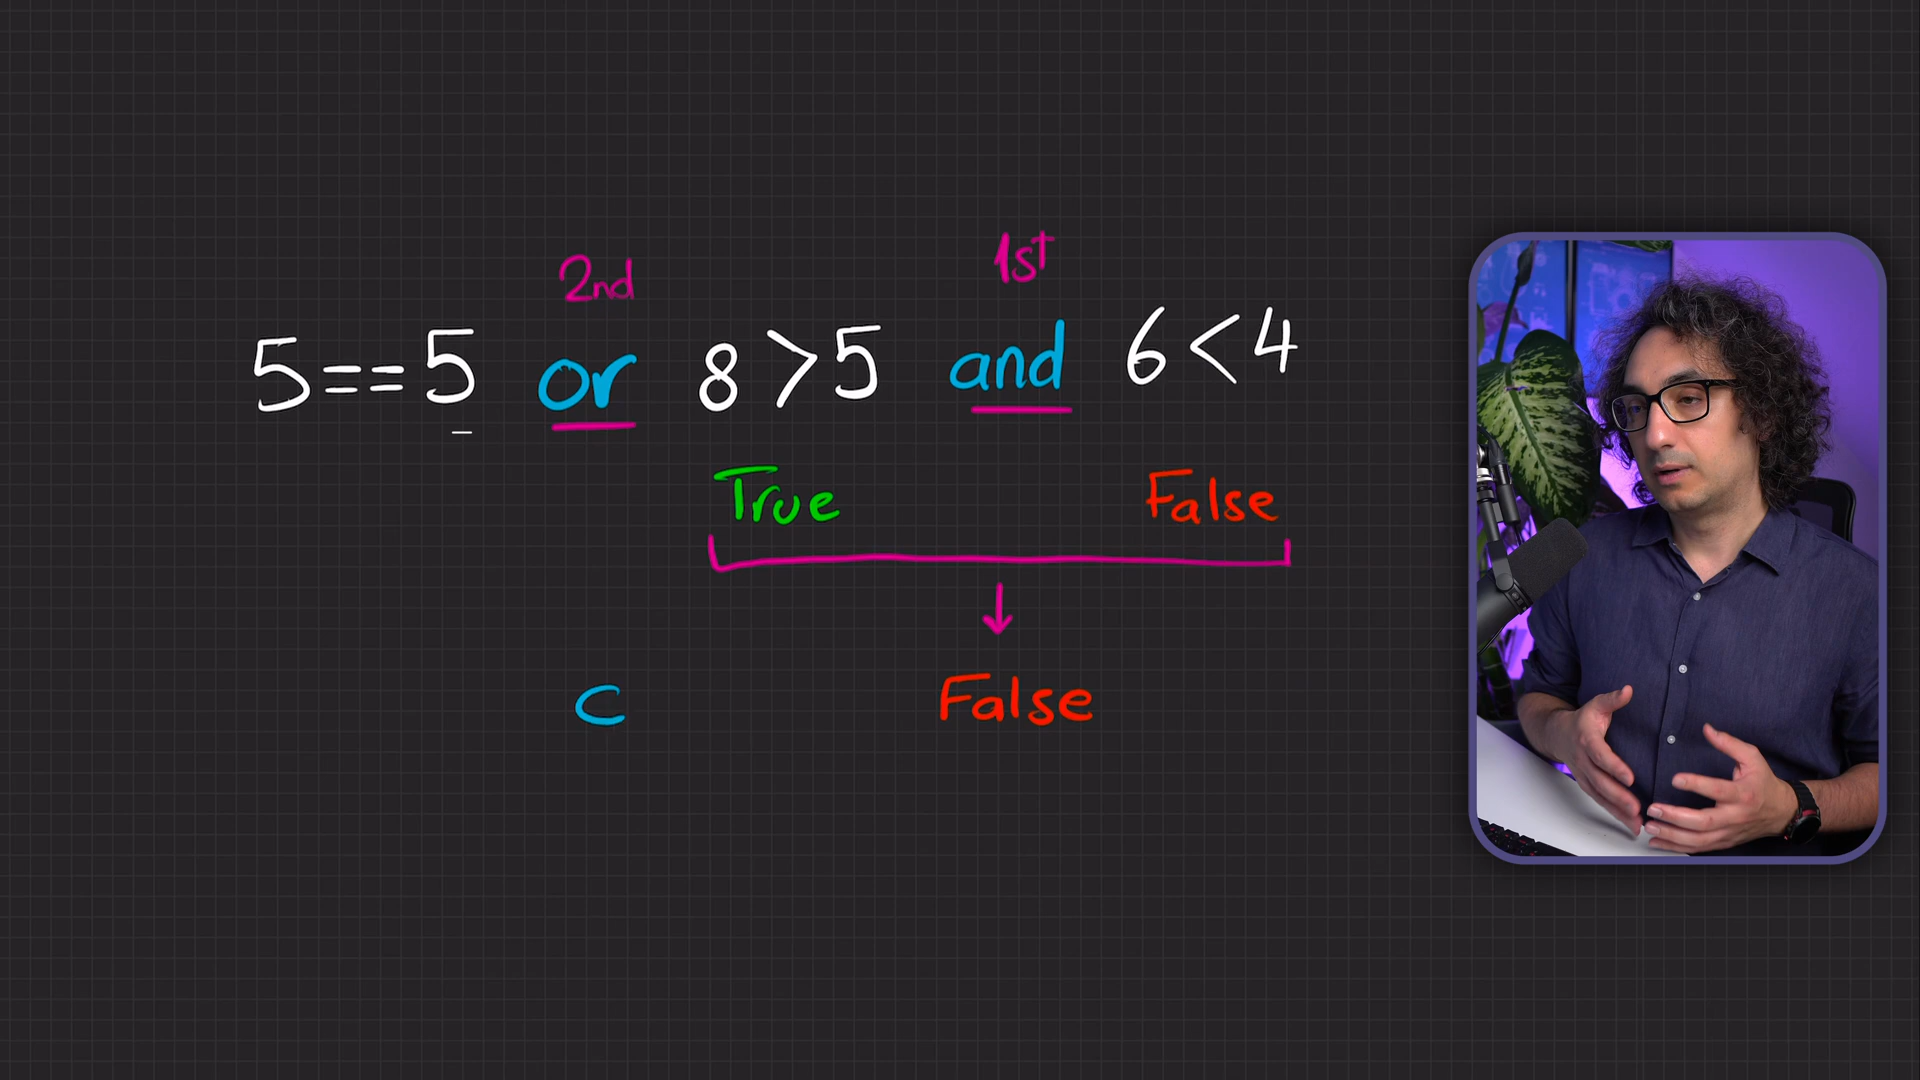 2nd 1st
5==5 or 8>5 and 6<4
True False
c False